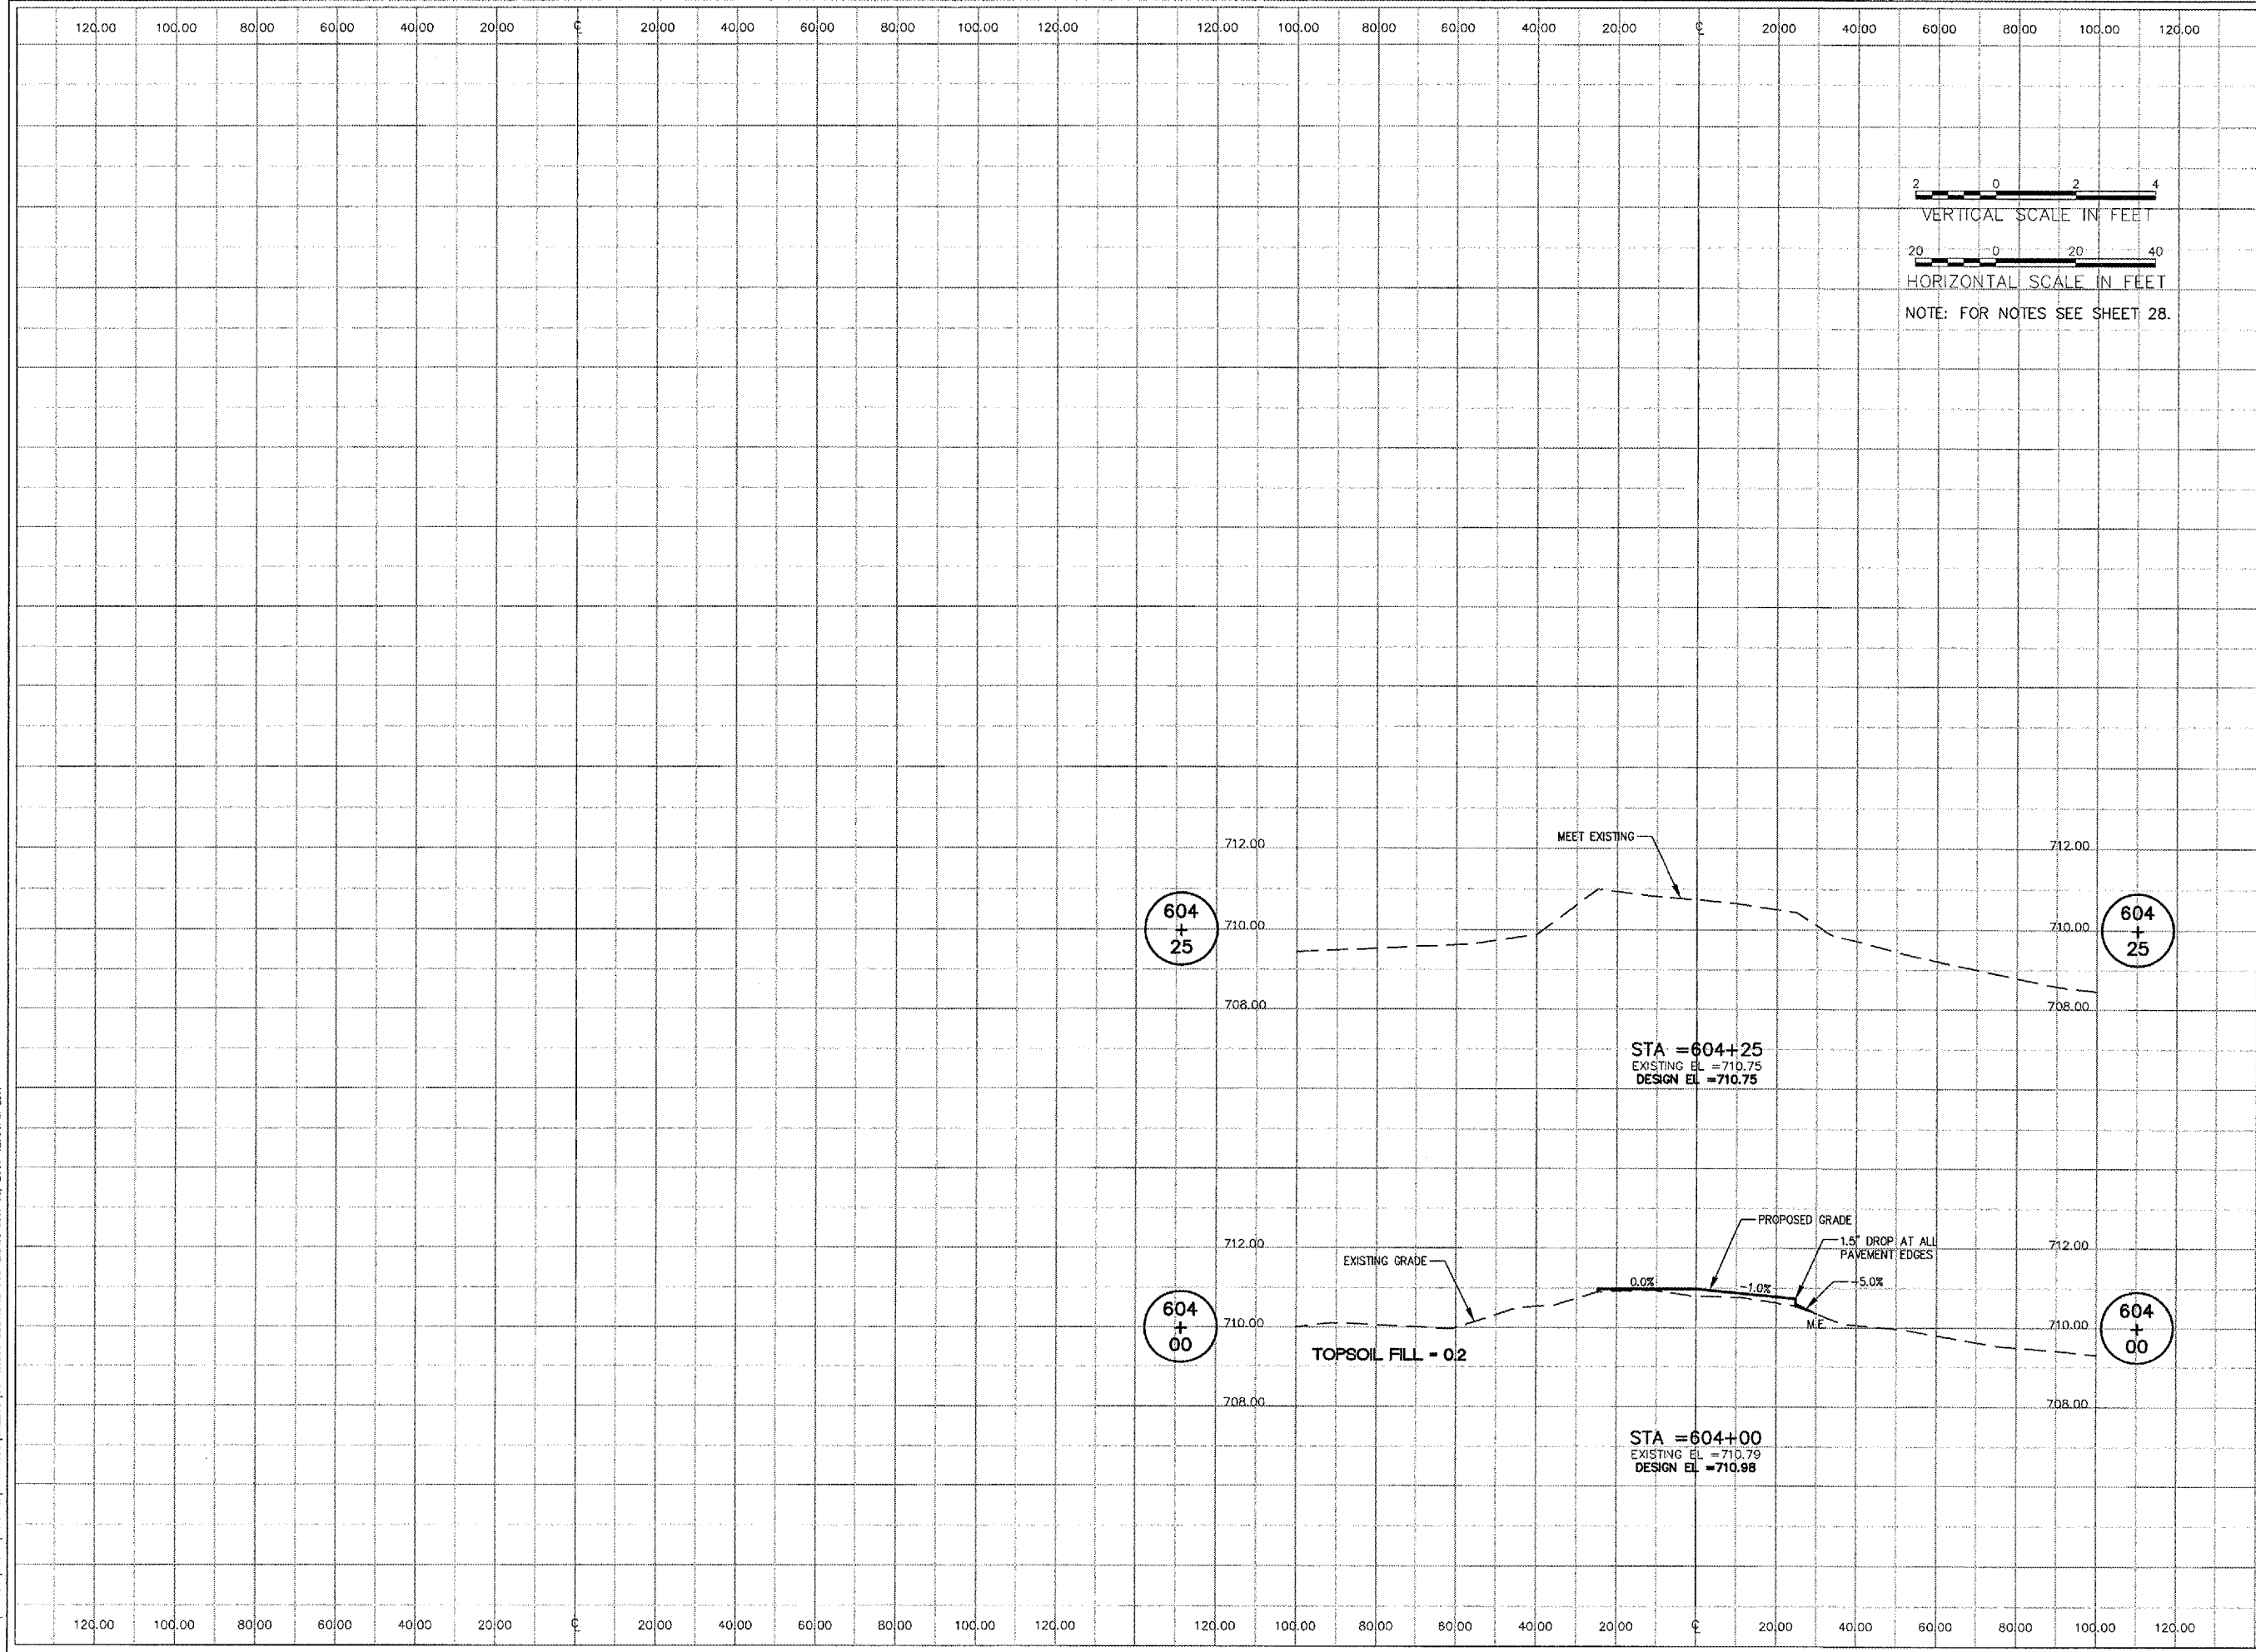 120.00 100.00 80.00 60.00 40.00 20.00 ℄ 20.00 40.00 60.00 80.00 100.00 120.00 120.00 100.00 80.00 60.00 40.00 20.00 ℄ 20.00 40.00 60.00 80.00 100.00 120.00
2 0 2 4
VERTICAL SCALE IN FEET
20 0 20 40
HORIZONTAL SCALE IN FEET
NOTE: FOR NOTES SEE SHEET 28.
MEET EXISTING
712.00 712.00
604 + 25
710.00 710.00
604 + 25
708.00 708.00
STA =604+25
EXISTING EL =710.75
DESIGN EL =710.75
PROPOSED GRADE
1.5" DROP AT ALL
PAVEMENT EDGES
712.00 712.00
EXISTING GRADE
0.0% -1.0% -5.0%
604 + 00
710.00 M.E. 710.00
604 + 00
TOPSOIL FILL = 0.2
708.00 708.00
STA =604+00
EXISTING EL =710.79
DESIGN EL =710.98
120.00 100.00 80.00 60.00 40.00 20.00 ℄ 20.00 40.00 60.00 80.00 100.00 120.00 120.00 100.00 80.00 60.00 40.00 20.00 ℄ 20.00 40.00 60.00 80.00 100.00 120.00